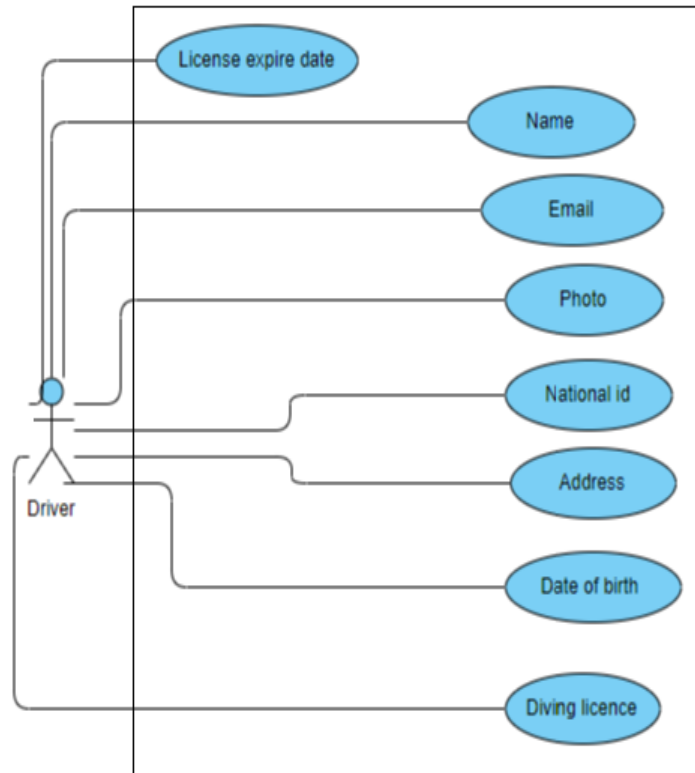 License expire date
Name
Email
Photo
National id
Address
Driver
Date of birth
Diving licence